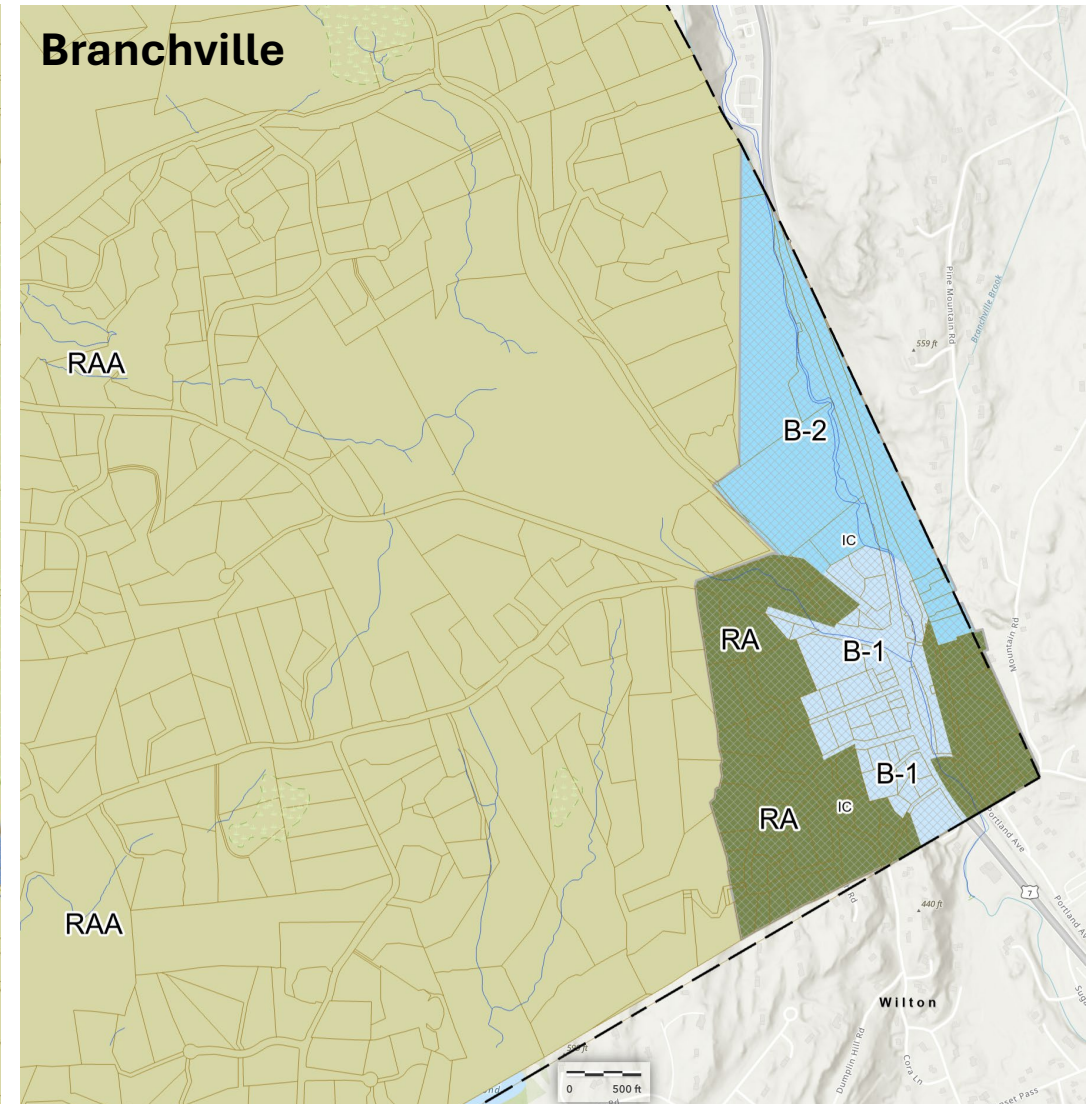 Branchville
Pine Mountain Rd
Branchville Brook
559 ft
RAA
B-2
IC
RA
B-1
Mountain Rd
B-1
RA
IC
Portland Ave
7
Rd
440 ft
RAA
Wilton
Dumplin Hill Rd
Cora Ln
0 500 ft